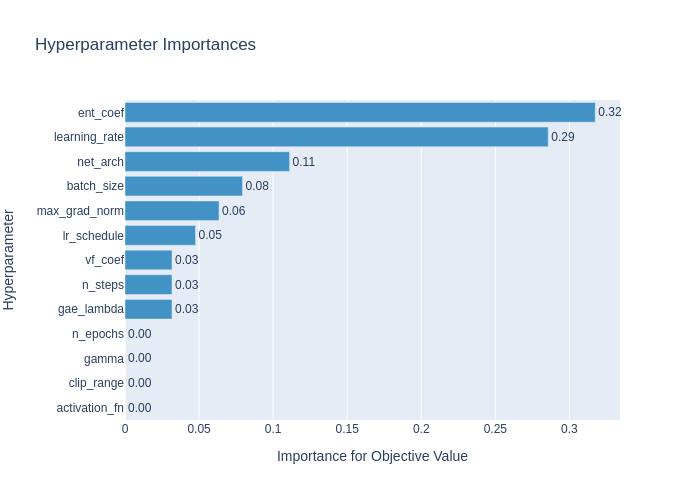 Hyperparameter Importances
Hyperparameter
ent_coef 0.32
learning_rate 0.29
net_arch 0.11
batch_size 0.08
max_grad_norm 0.06
lr_schedule 0.05
vf_coef 0.03
n_steps 0.03
gae_lambda 0.03
n_epochs 0.00
gamma 0.00
clip_range 0.00
activation_fn 0.00
0 0.05 0.1 0.15 0.2 0.25 0.3
Importance for Objective Value